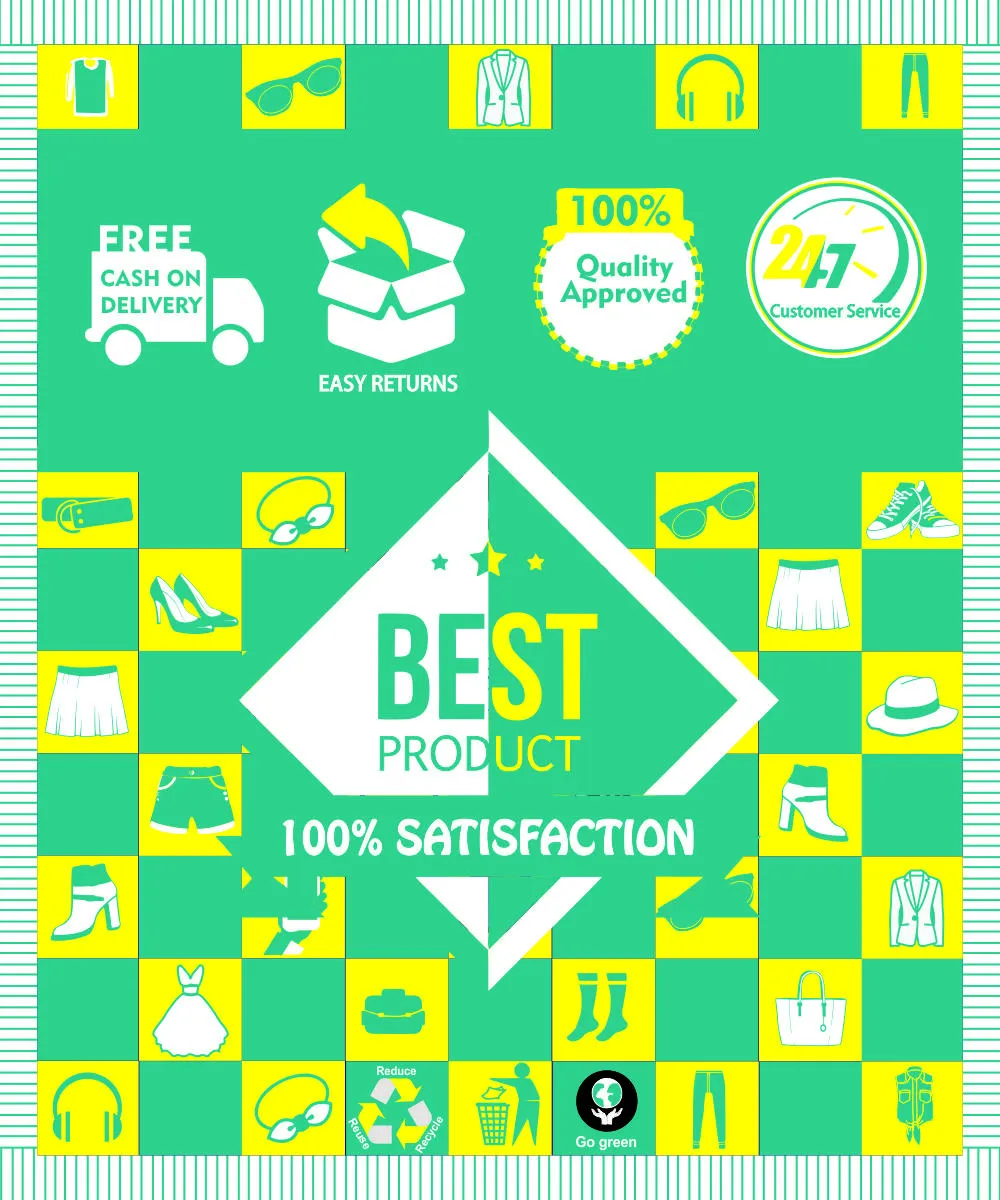 FREE
CASH ON
DELIVERY
EASY RETURNS
100%
Quality
Approved
24-7
Customer Service
BEST
PRODUCT
100% SATISFACTION
Reduce
Reuse
Recycle
Go green